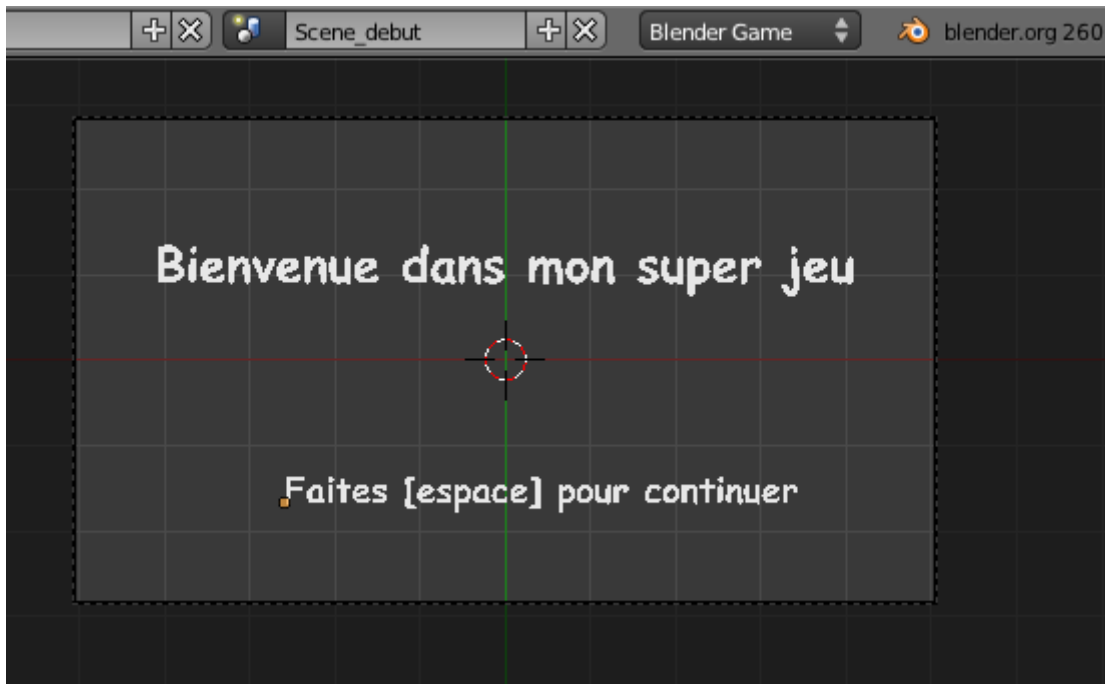 Scene_debut Blender Game blender.org 260
Bienvenue dans mon super jeu
Faites [espace] pour continuer